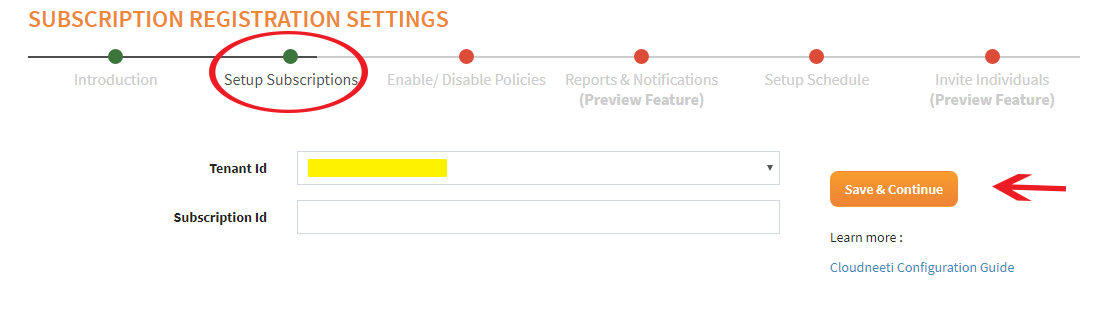 SUBSCRIPTION REGISTRATION SETTINGS
Introduction
Setup Subscriptions
Enable/ Disable Policies
Reports & Notifications
(Preview Feature)
Setup Schedule
Invite Individuals
(Preview Feature)
Tenant Id
Subscription Id
Save & Continue
Learn more :
Cloudneeti Configuration Guide